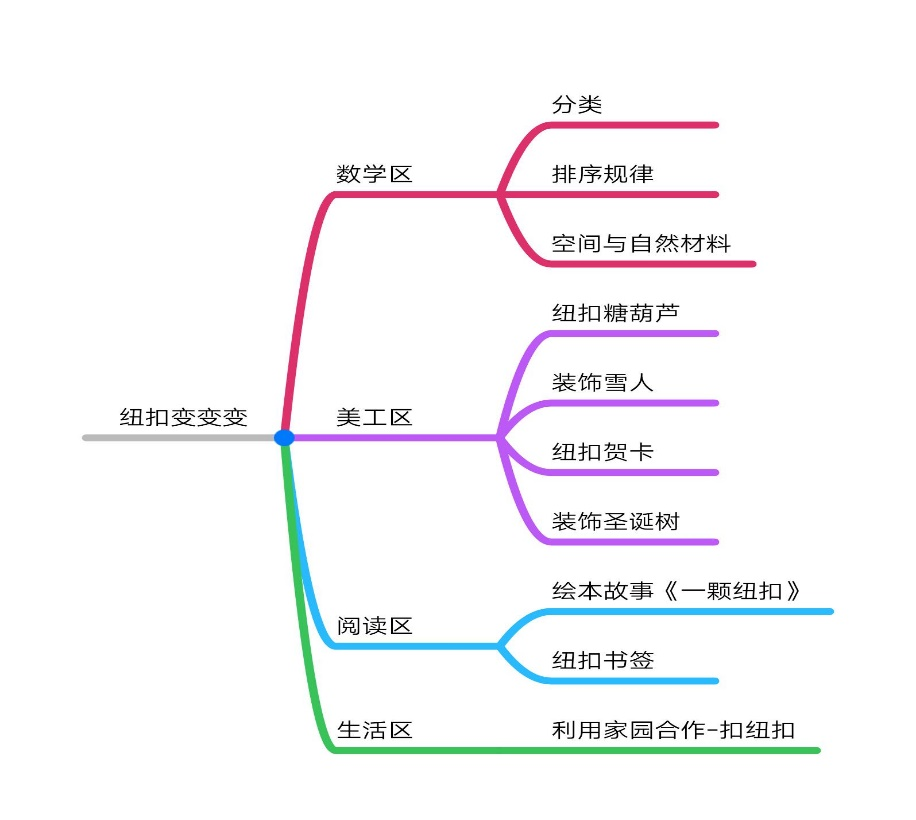 纽扣变变变
数学区
分类
排序规律
空间与自然材料
美工区
纽扣糖葫芦
装饰雪人
纽扣贺卡
装饰圣诞树
阅读区
绘本故事《一颗纽扣》
纽扣书签
生活区
利用家园合作-扣纽扣